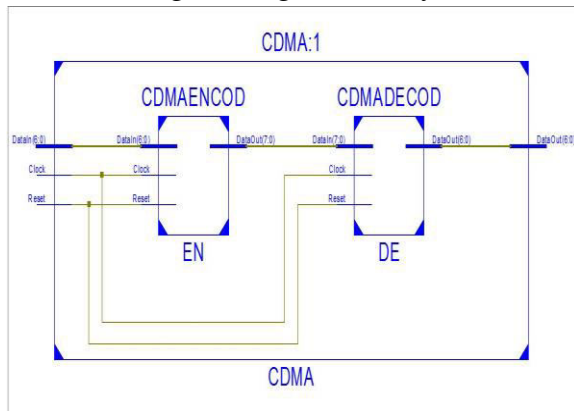 CDMA:1
CDMAENCOD CDMADECOD
DataIn(6:0) DataIn(6:0) DataOut(7:0) DataIn(7:0) DataOut(6:0) DataOut(6:0)
Clock Clock Clock
Reset Reset Reset
EN DE
CDMA